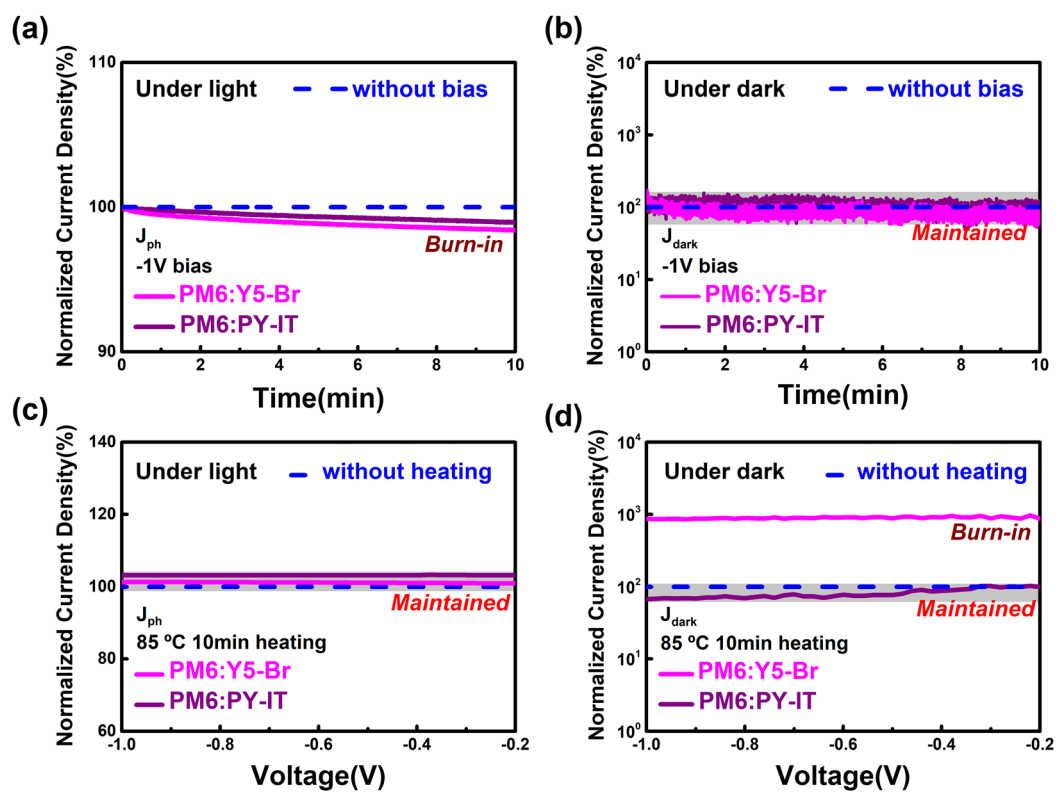 (a)
Normalized Current Density(%)
110
100
90
Under light
without bias
Burn-in
J_ph
-1V bias
PM6:Y5-Br
PM6:PY-IT
0 2 4 6 8 10
Time(min)
(b)
Normalized Current Density(%)
10⁴
10³
10²
10¹
10⁰
Under dark
without bias
Maintained
J_dark
-1V bias
PM6:Y5-Br
PM6:PY-IT
0 2 4 6 8 10
Time(min)
(c)
Normalized Current Density(%)
140
120
100
80
60
Under light
without heating
Maintained
J_ph
85 ºC 10min heating
PM6:Y5-Br
PM6:PY-IT
-1.0 -0.8 -0.6 -0.4 -0.2
Voltage(V)
(d)
Normalized Current Density(%)
10⁴
10³
10²
10¹
10⁰
Under dark
without heating
Burn-in
Maintained
J_dark
85 ºC 10min heating
PM6:Y5-Br
PM6:PY-IT
-1.0 -0.8 -0.6 -0.4 -0.2
Voltage(V)